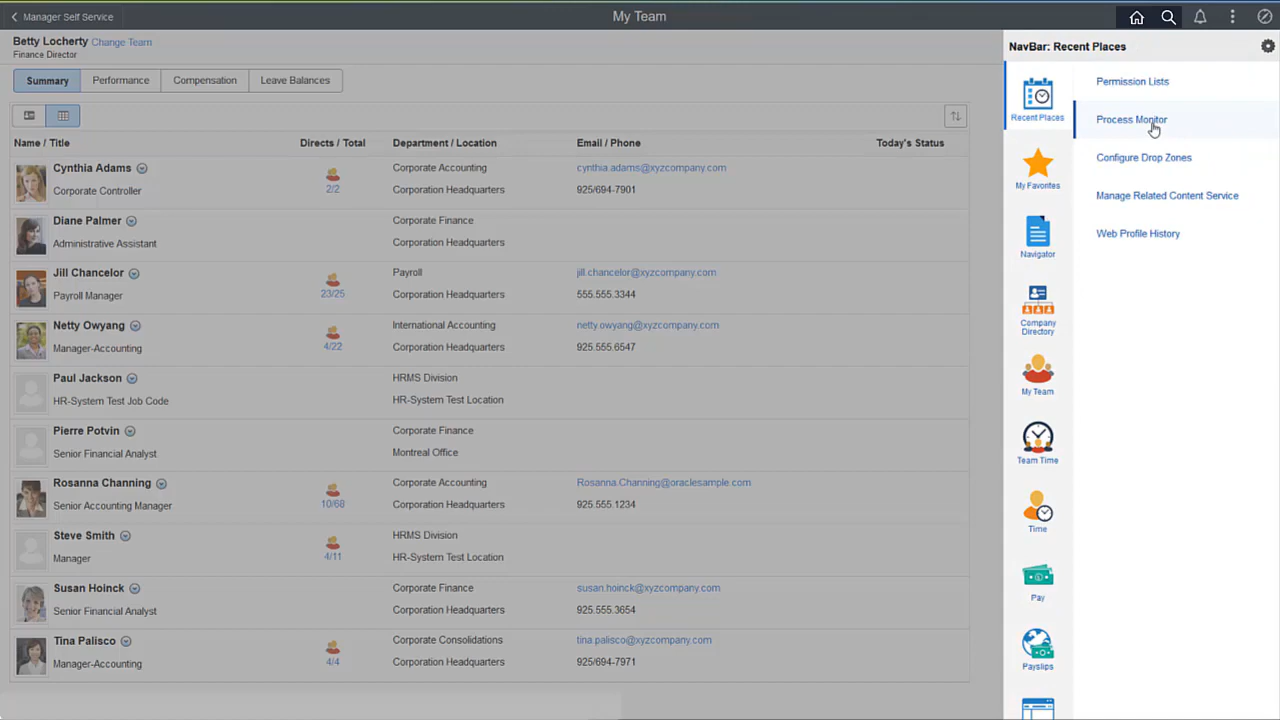 Manager Self Service
My Team
Betty Locherty Change Team
Finance Director
Summary Performance Compensation Leave Balances
Name / Title Directs / Total Department / Location Email / Phone Today's Status
Cynthia Adams Corporate Accounting cynthia.adams@xyzcompany.com
Corporate Controller 2/2 Corporation Headquarters 925/694-7901
Diane Palmer Corporate Finance
Administrative Assistant Corporation Headquarters
Jill Chancelor Payroll jill.chancelor@xyzcompany.com
Payroll Manager 23/25 Corporation Headquarters 555.555.3344
Netty Owyang International Accounting netty.owyang@xyzcompany.com
Manager-Accounting 4/22 Corporation Headquarters 925.555.6547
Paul Jackson HRMS Division
HR-System Test Job Code HR-System Test Location
Pierre Potvin Corporate Finance
Senior Financial Analyst Montreal Office
Rosanna Channing Corporate Accounting Rosanna.Channing@oraclesample.com
Senior Accounting Manager 10/68 Corporation Headquarters 925.555.1234
Steve Smith HRMS Division
Manager 4/11 HR-System Test Location
Susan Hoinck Corporate Finance susan.hoinck@xyzcompany.com
Senior Financial Analyst Corporation Headquarters 925.555.3654
Tina Palisco Corporate Consolidations tina.palisco@xyzcompany.com
Manager-Accounting 4/4 Corporation Headquarters 925/694-7971
NavBar: Recent Places
Recent Places
My Favorites
Navigator
Company
Directory
My Team
Team Time
Time
Pay
Payslips
Permission Lists
Process Monitor
Configure Drop Zones
Manage Related Content Service
Web Profile History